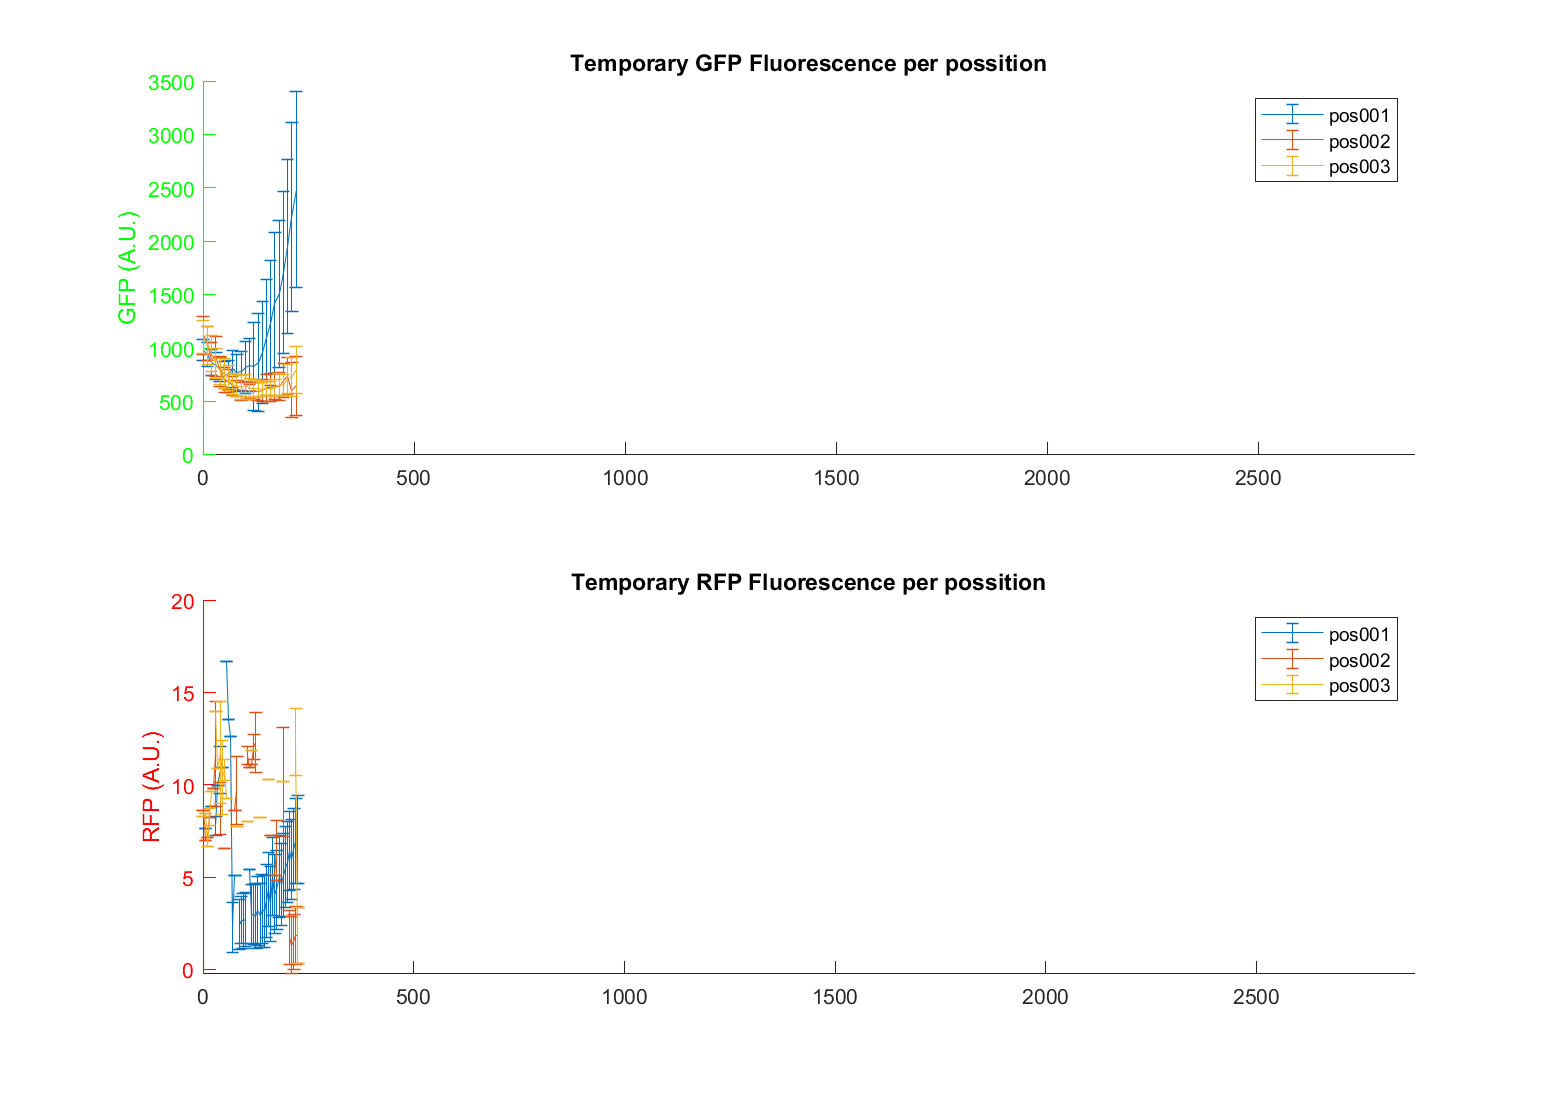 Temporary GFP Fluorescence per possition
3500
3000
2500
2000
1500
1000
500
0
GFP (A.U.)
pos001
pos002
pos003
0 500 1000 1500 2000 2500
Temporary RFP Fluorescence per possition
20
15
10
5
0
RFP (A.U.)
pos001
pos002
pos003
0 500 1000 1500 2000 2500